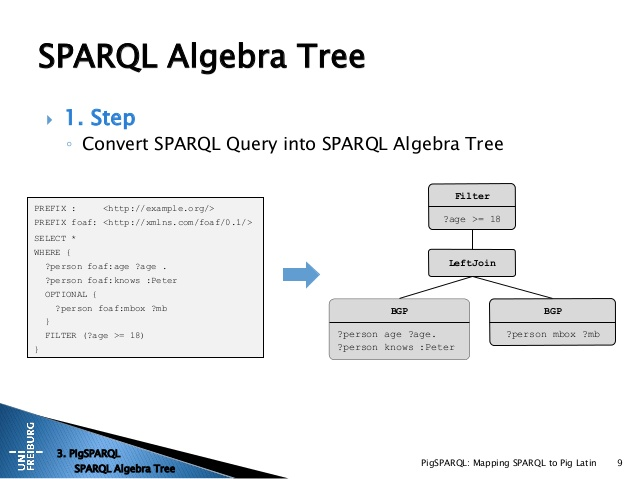 SPARQL Algebra Tree
1. Step
Convert SPARQL Query into SPARQL Algebra Tree
PREFIX : <http://example.org/>
PREFIX foaf: <http://xmlns.com/foaf/0.1/>
SELECT *
WHERE {
?person foaf:age ?age .
?person foaf:knows :Peter
OPTIONAL {
?person foaf:mbox ?mb
}
FILTER (?age >= 18)
}
Filter
?age >= 18
LeftJoin
BGP
?person age ?age.
?person knows :Peter
BGP
?person mbox ?mb
UNI
FREIBURG
3. PigSPARQL
SPARQL Algebra Tree
PigSPARQL: Mapping SPARQL to Pig Latin 9